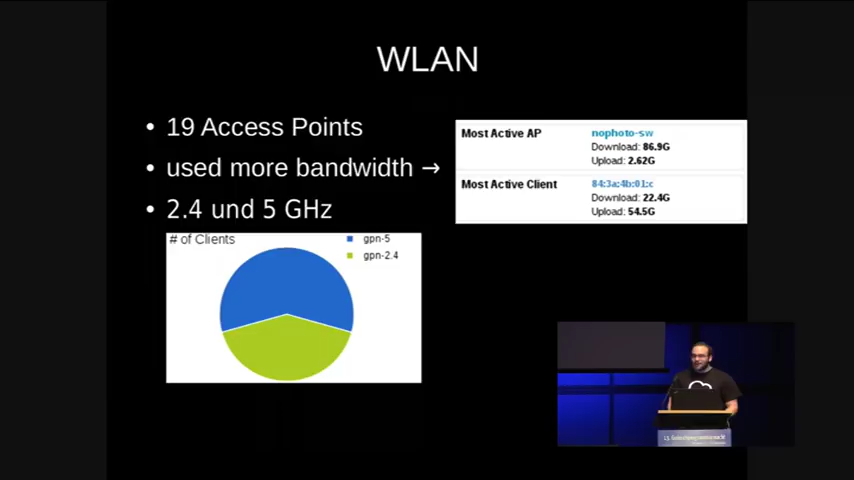 WLAN
• 19 Access Points
• used more bandwidth →
• 2.4 und 5 GHz
Most Active AP
nophoto-sw
Download: 86.9G
Upload: 2.62G
Most Active Client
84:3a:4b:01:c
Download: 22.4G
Upload: 54.5G
# of Clients
gpn-5
gpn-2.4